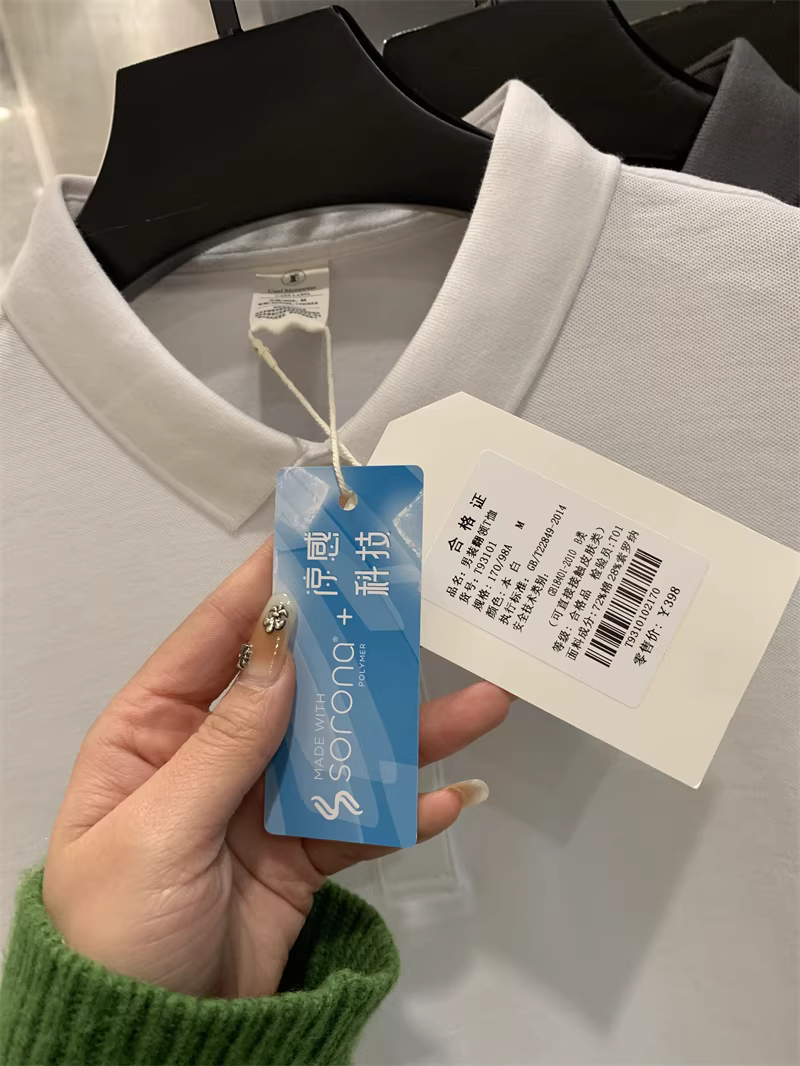 凉感
科技
+
MADE WITH
sorona®
POLYMER
合格证
品名：男装翻领T恤
货号：T93101
规格：170/98A M
颜色：本白
执行标准：GB/T22849-2014
安全技术类别：GB18401-2010 B类
(可直接接触皮肤类)
等级：合格品 检验员：T01
面料成分：72%棉 28%索罗纳
T9310102170
零售价：¥398